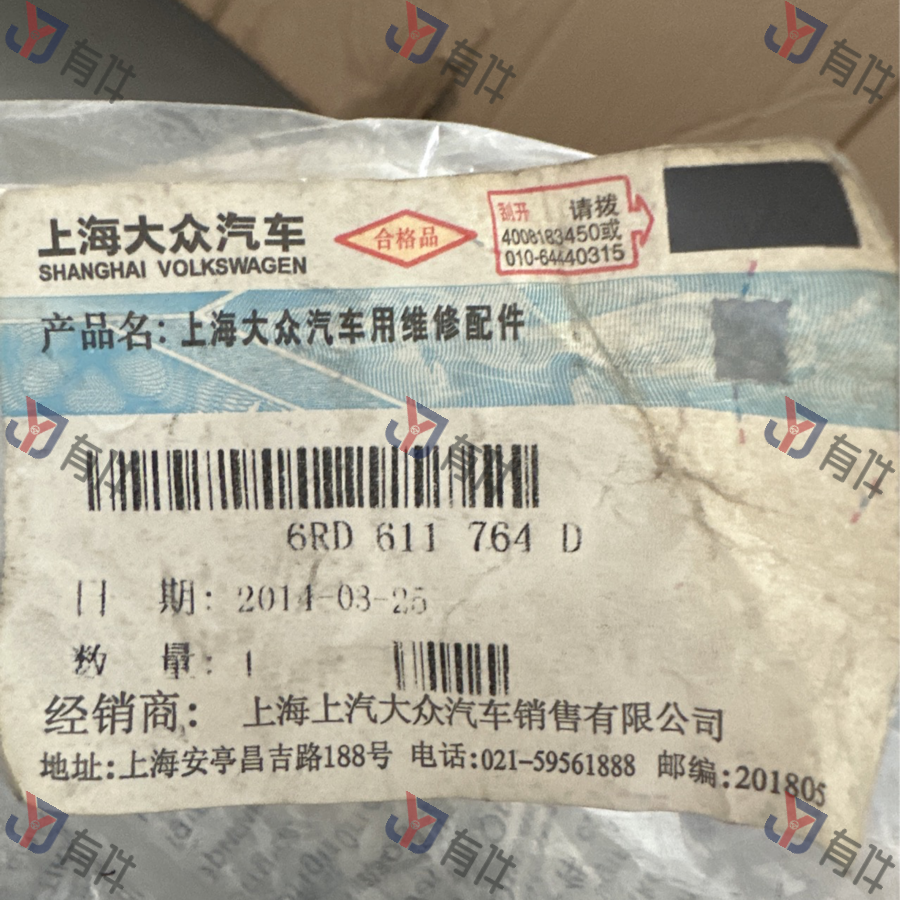 上海大众汽车
SHANGHAI VOLKSWAGEN
合格品
刮开 请拨
4008183450或
010-64440315
产品名:上海大众汽车用维修配件
6RD 611 764 D
日 期: 2014-03-25
数 量: 1
经销商: 上海上汽大众汽车销售有限公司
地址:上海安亭昌吉路188号 电话:021-59561888 邮编:201805
有件
有件
有件
有件
有件
有件
有件
有件
有件